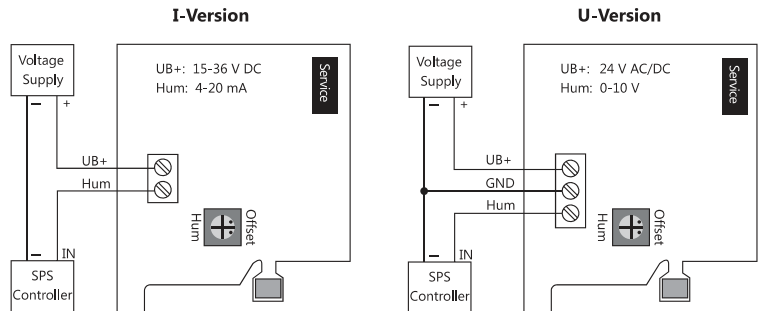 I-Version
Voltage
Supply
− +
UB+: 15-36 V DC
Hum: 4-20 mA
Service
UB+
Hum
Offset
Hum
− IN
SPS
Controller
U-Version
Voltage
Supply
− +
UB+: 24 V AC/DC
Hum: 0-10 V
Service
UB+
GND
Hum
Offset
Hum
− IN
SPS
Controller